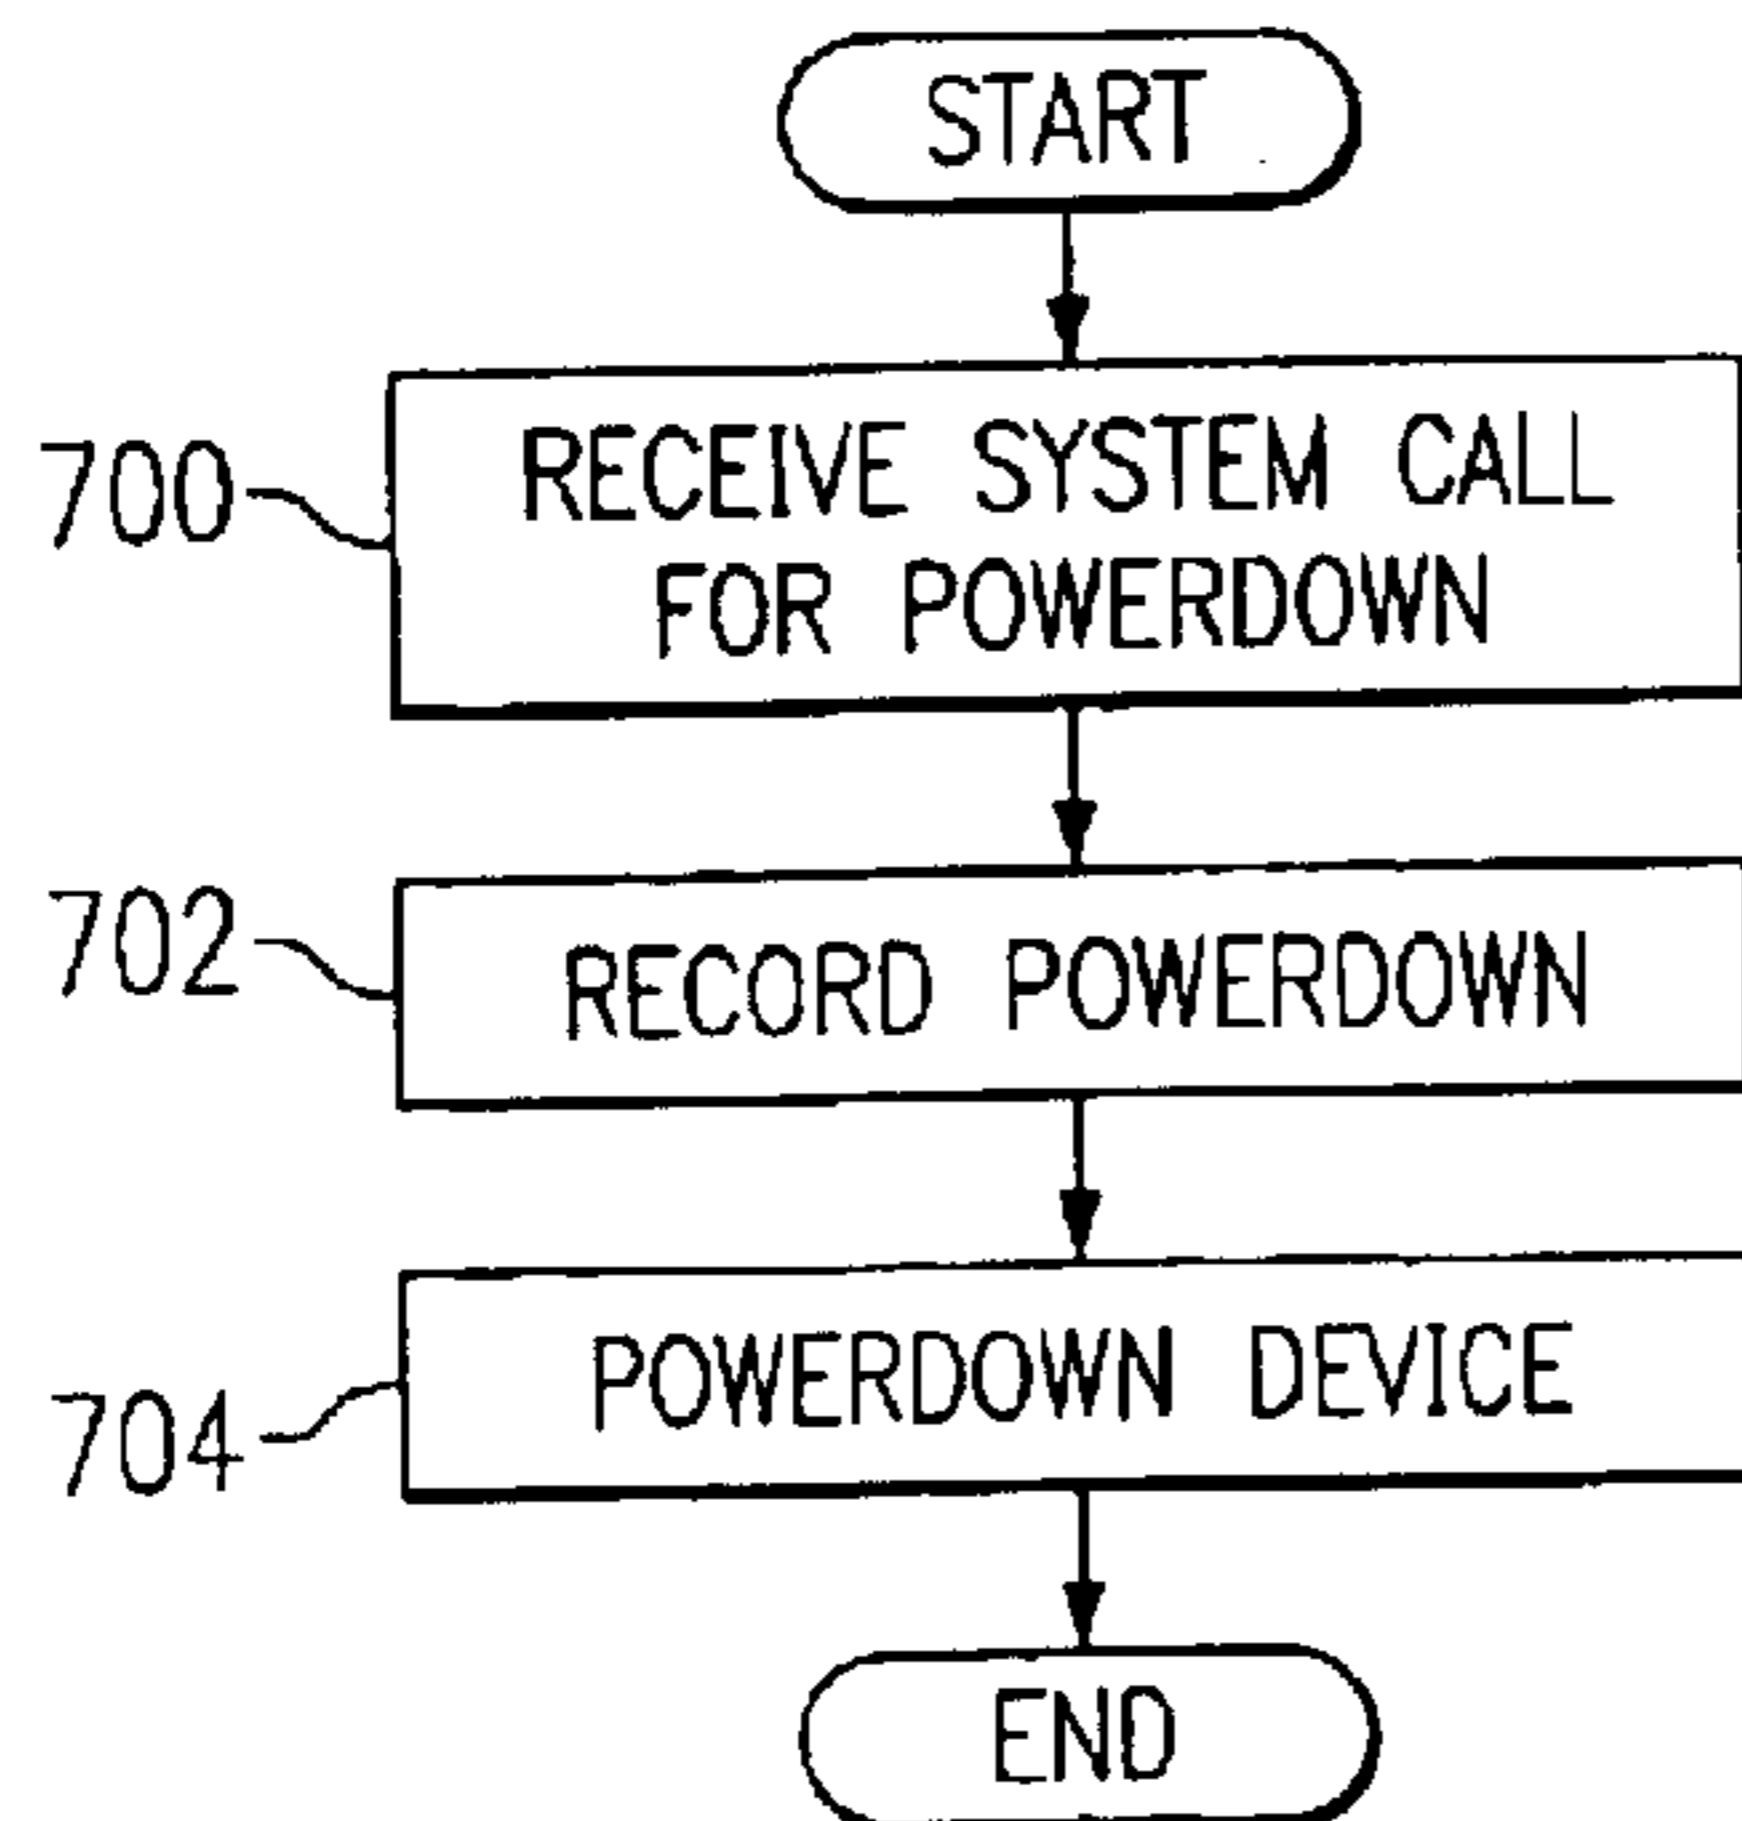 START
700
RECEIVE SYSTEM CALL
FOR POWERDOWN
702
RECORD POWERDOWN
704
POWERDOWN DEVICE
END